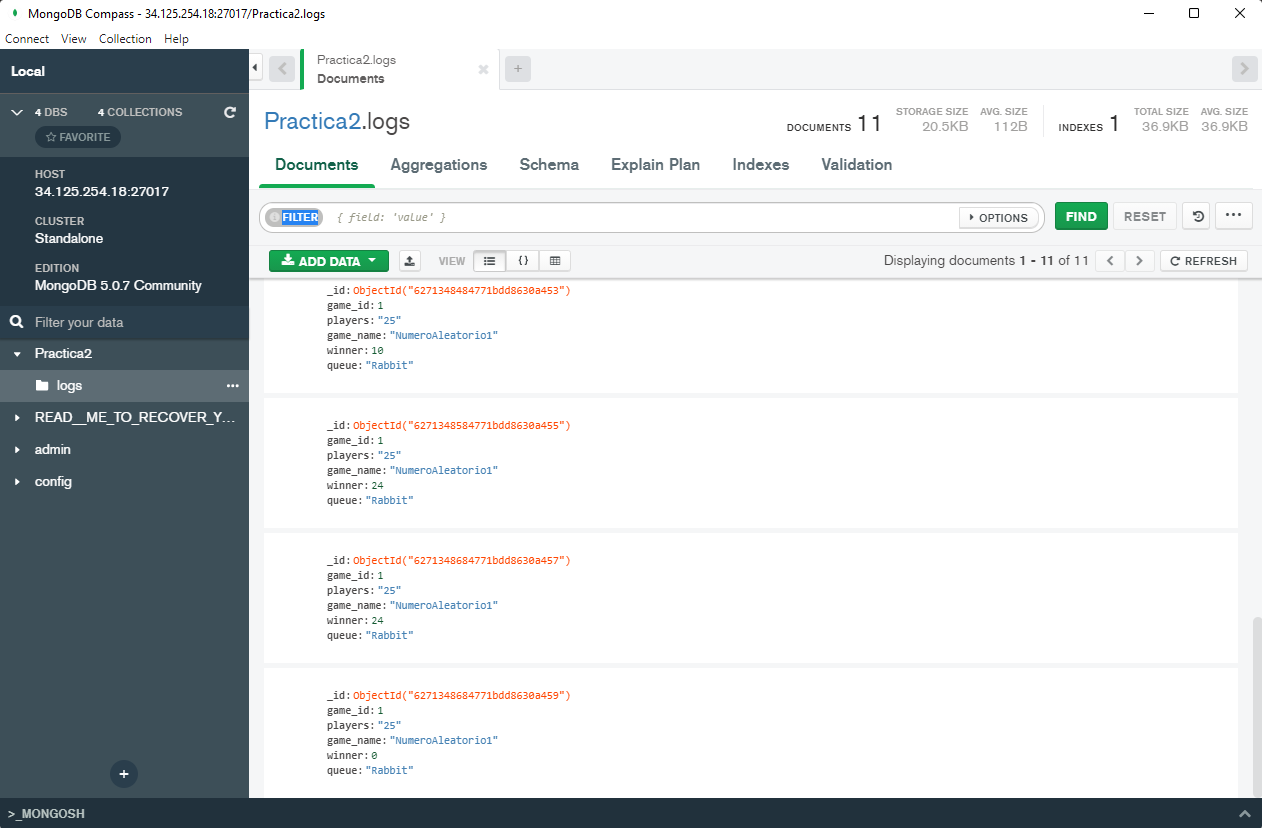 MongoDB Compass - 34.125.254.18:27017/Practica2.logs
Connect View Collection Help
Local
4 DBS 4 COLLECTIONS
FAVORITE
HOST
34.125.254.18:27017
CLUSTER
Standalone
EDITION
MongoDB 5.0.7 Community
Filter your data
Practica2
logs
READ__ME_TO_RECOVER_Y...
admin
config
Practica2.logs
Documents
Practica2.logs
DOCUMENTS 11
STORAGE SIZE
20.5KB
AVG. SIZE
112B
INDEXES 1
TOTAL SIZE
36.9KB
AVG. SIZE
36.9KB
Documents Aggregations Schema Explain Plan Indexes Validation
FILTER { field: 'value' } OPTIONS FIND RESET
ADD DATA VIEW {} Displaying documents 1 - 11 of 11 REFRESH
_id: ObjectId("6271348484771bdd8630a453")
game_id: 1
players: "25"
game_name: "NumeroAleatorio1"
winner: 10
queue: "Rabbit"
_id: ObjectId("6271348584771bdd8630a455")
game_id: 1
players: "25"
game_name: "NumeroAleatorio1"
winner: 24
queue: "Rabbit"
_id: ObjectId("6271348684771bdd8630a457")
game_id: 1
players: "25"
game_name: "NumeroAleatorio1"
winner: 24
queue: "Rabbit"
_id: ObjectId("6271348684771bdd8630a459")
game_id: 1
players: "25"
game_name: "NumeroAleatorio1"
winner: 0
queue: "Rabbit"
>_MONGOSH